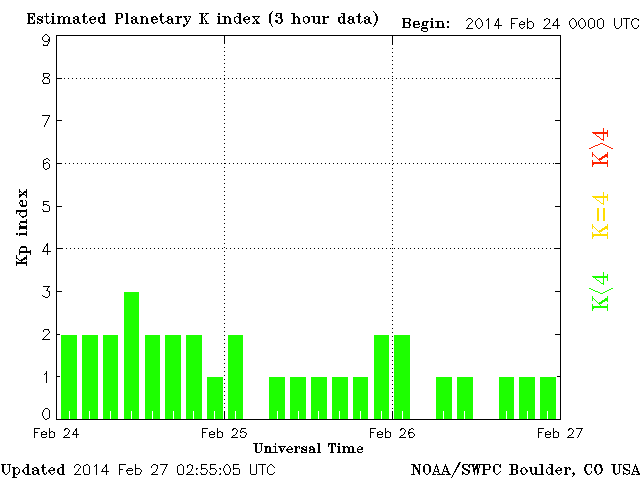 Estimated Planetary K index (3 hour data) Begin: 2014 Feb 24 0000 UTC
9
8
7
6
5
4
3
2
1
0
Kp index
K>4
K=4
K<4
Feb 24 Feb 25 Feb 26 Feb 27
Universal Time
Updated 2014 Feb 27 02:55:05 UTC NOAA/SWPC Boulder, CO USA